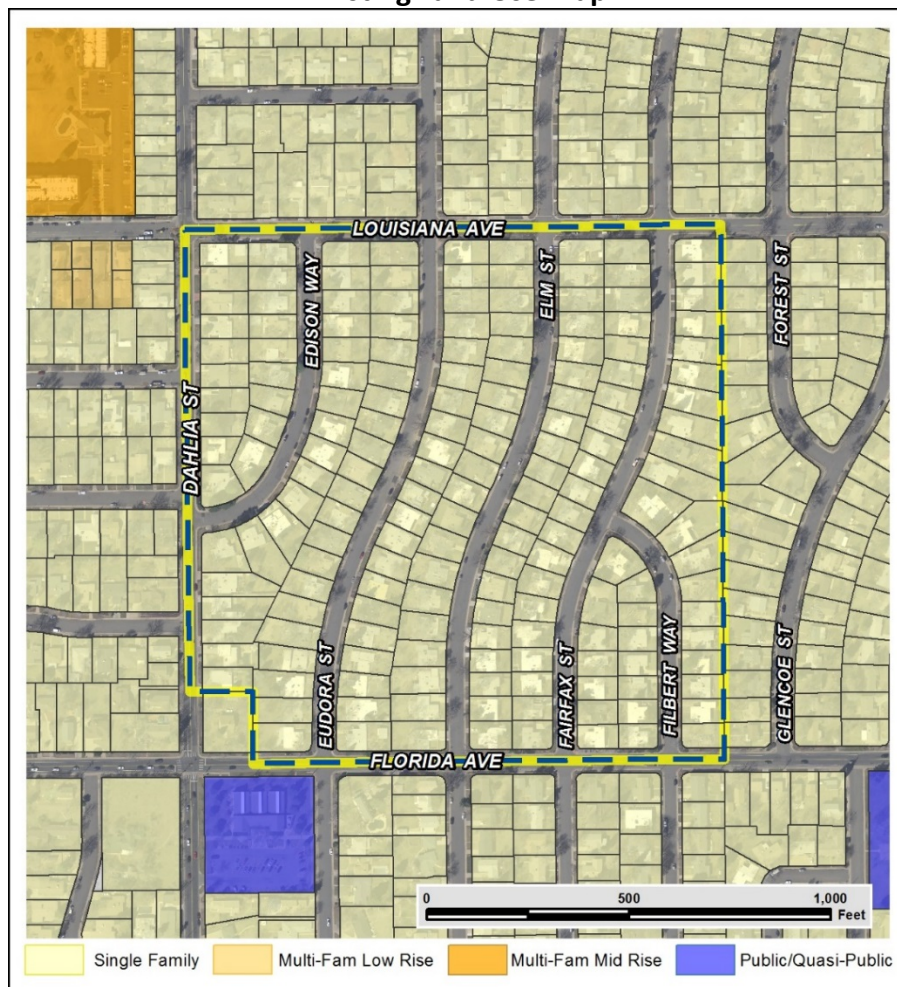 LOUISIANA AVE
EDISON WAY
ELM ST
FOREST ST
DAHLIA ST
EUDORA ST
FAIRFAX ST
FILBERT WAY
GLENCOE ST
FLORIDA AVE
0 500 1,000
Feet
Single Family Multi-Fam Low Rise Multi-Fam Mid Rise Public/Quasi-Public